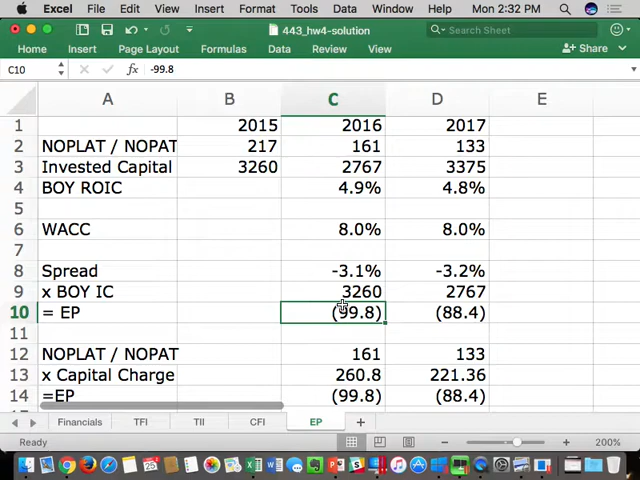 Excel File Edit View Insert Format Tools Data Window Help Mon 2:32 PM
443_hw4-solution
Search Sheet
Home Insert Page Layout Formulas Data Review View Share
C10 fx -99.8
A B C D E
1 2015 2016 2017
2 NOPLAT / NOPAT 217 161 133
3 Invested Capital 3260 2767 3375
4 BOY ROIC 4.9% 4.8%
5
6 WACC 8.0% 8.0%
7
8 Spread -3.1% -3.2%
9 x BOY IC 3260 2767
10 = EP (99.8) (88.4)
11
12 NOPLAT / NOPAT 161 133
13 x Capital Charge 260.8 221.36
14 =EP (99.8) (88.4)
Financials TFI TII CFI EP
Ready 200%
25